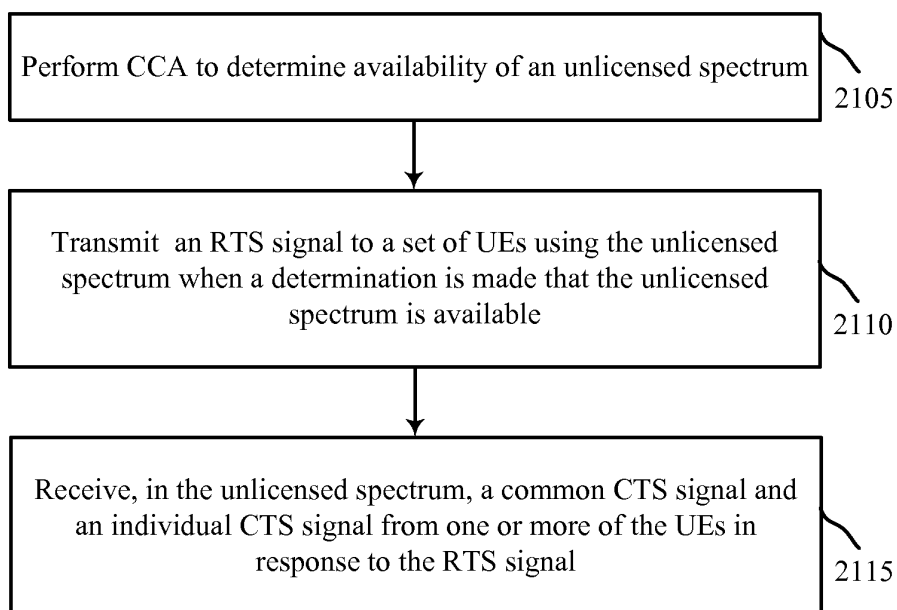 Perform CCA to determine availability of an unlicensed spectrum
2105
Transmit an RTS signal to a set of UEs using the unlicensed
spectrum when a determination is made that the unlicensed
spectrum is available
2110
Receive, in the unlicensed spectrum, a common CTS signal and
an individual CTS signal from one or more of the UEs in
response to the RTS signal
2115